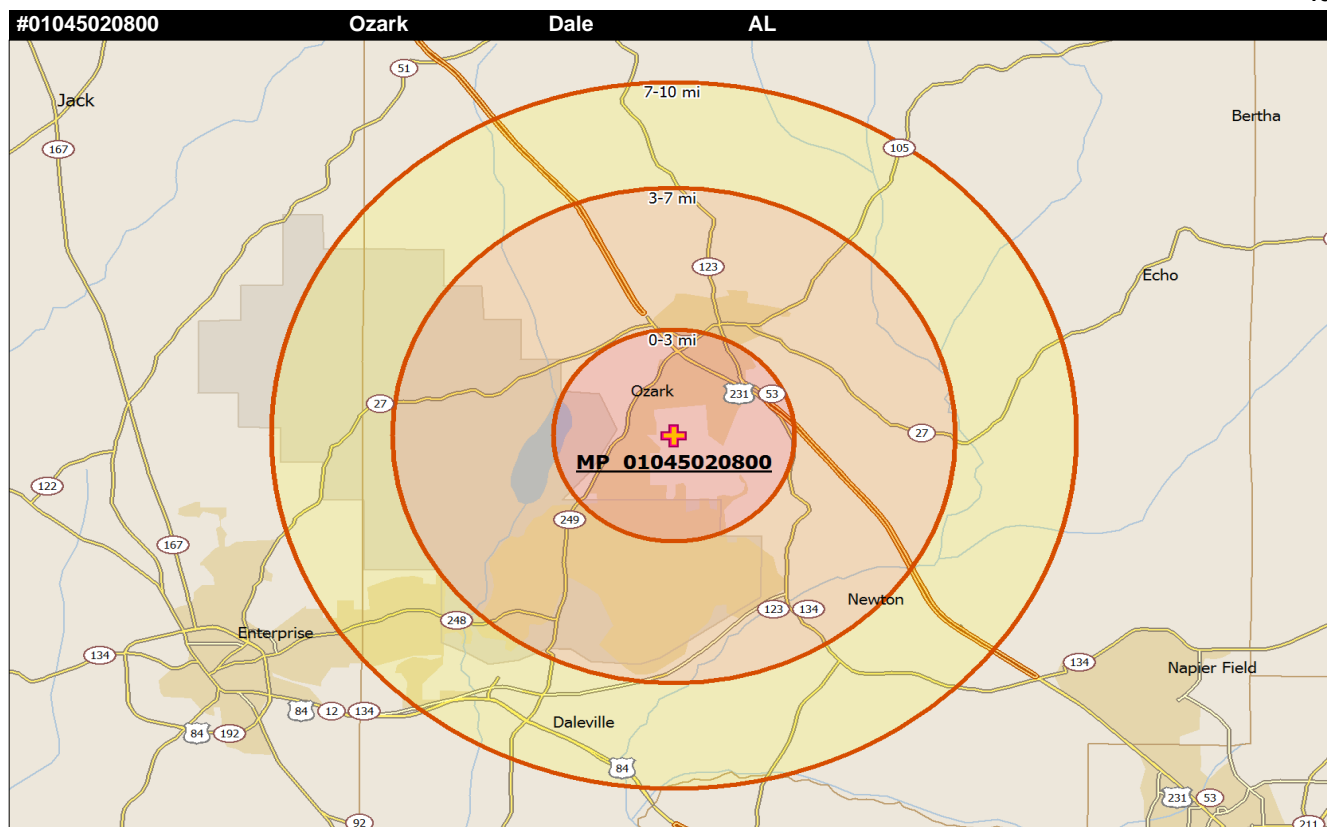 #01045020800 Ozark Dale AL
51
7-10 mi
Jack
Bertha
167
105
3-7 mi
123
Echo
0-3 mi
Ozark
231 53
27
27
MP 01045020800
122
249
167
Newton
123 134
248
Enterprise
134
134
Napier Field
84 12 134
Daleville
84 192
84
231 53
92
211